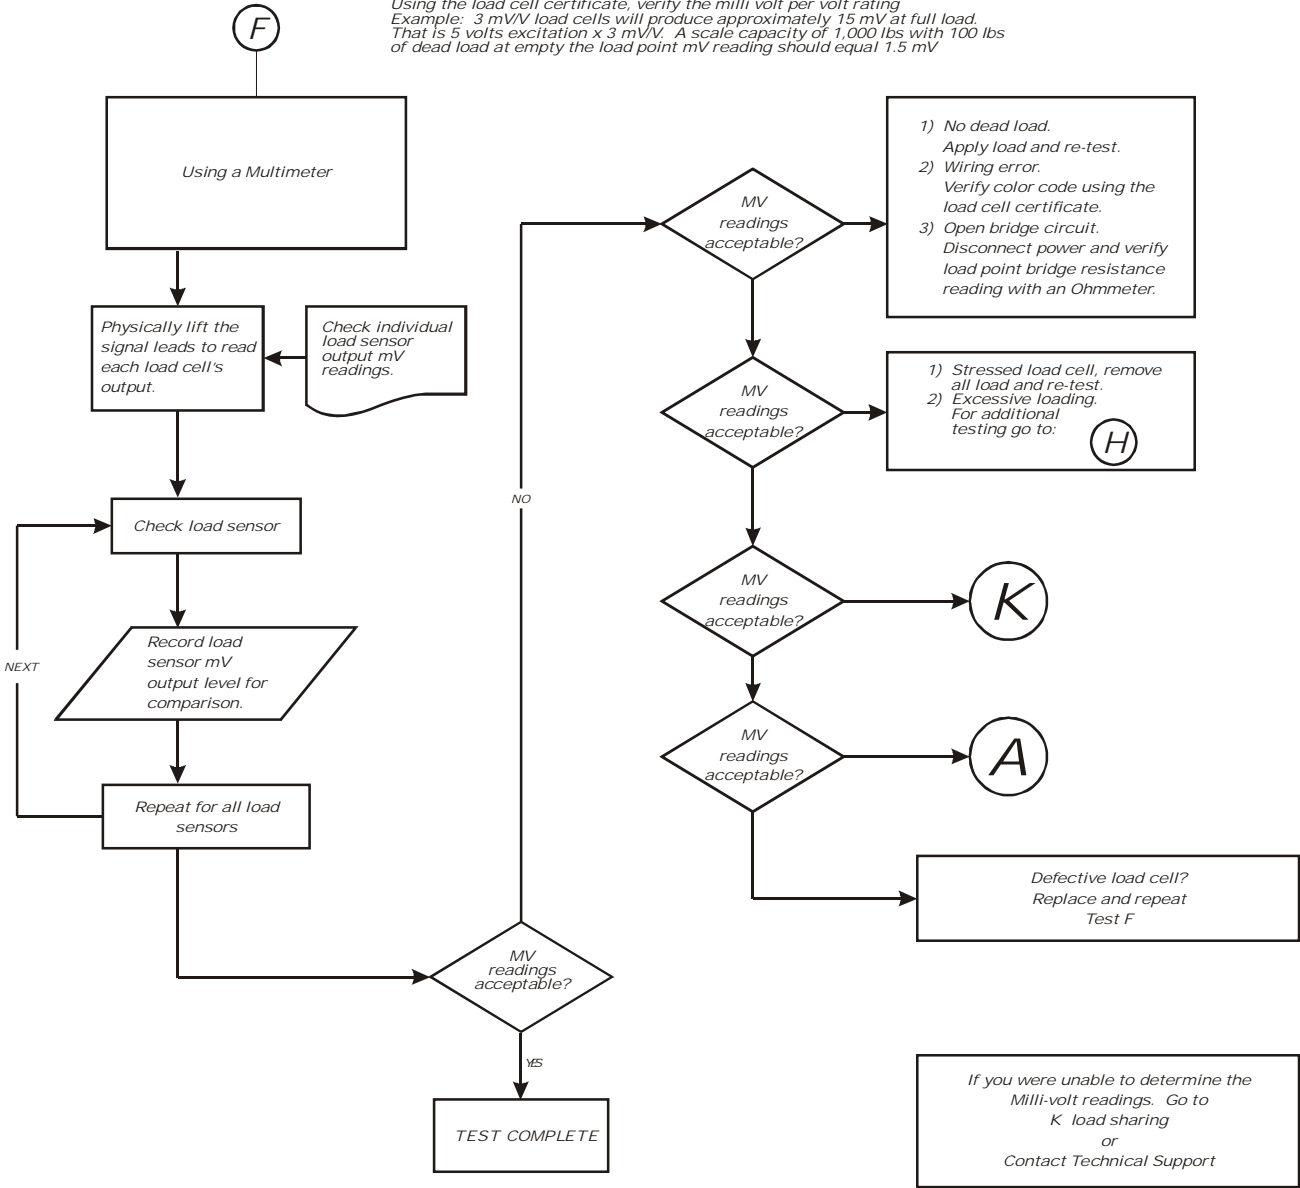 Using the load cell certificate, verify the milli volt per volt rating
Example: 3 mV/V load cells will produce approximately 15 mV at full load.
That is 5 volts excitation x 3 mV/V. A scale capacity of 1,000 lbs with 100 lbs
of dead load at empty the load point mV reading should equal 1.5 mV
F
Using a Multimeter
Physically lift the
signal leads to read
each load cell's
output.
Check individual
load sensor
output mV
readings.
Check load sensor
NEXT
Record load
sensor mV
output level for
comparison.
Repeat for all load
sensors
MV
readings
acceptable?
YES
TEST COMPLETE
NO
MV
readings
acceptable?
1) No dead load.
Apply load and re-test.
2) Wiring error.
Verify color code using the
load cell certificate.
3) Open bridge circuit.
Disconnect power and verify
load point bridge resistance
reading with an Ohmmeter.
MV
readings
acceptable?
1) Stressed load cell, remove
all load and re-test.
2) Excessive loading.
For additional
testing go to:
H
MV
readings
acceptable?
K
MV
readings
acceptable?
A
Defective load cell?
Replace and repeat
Test F
If you were unable to determine the
Milli-volt readings. Go to
K load sharing
or
Contact Technical Support